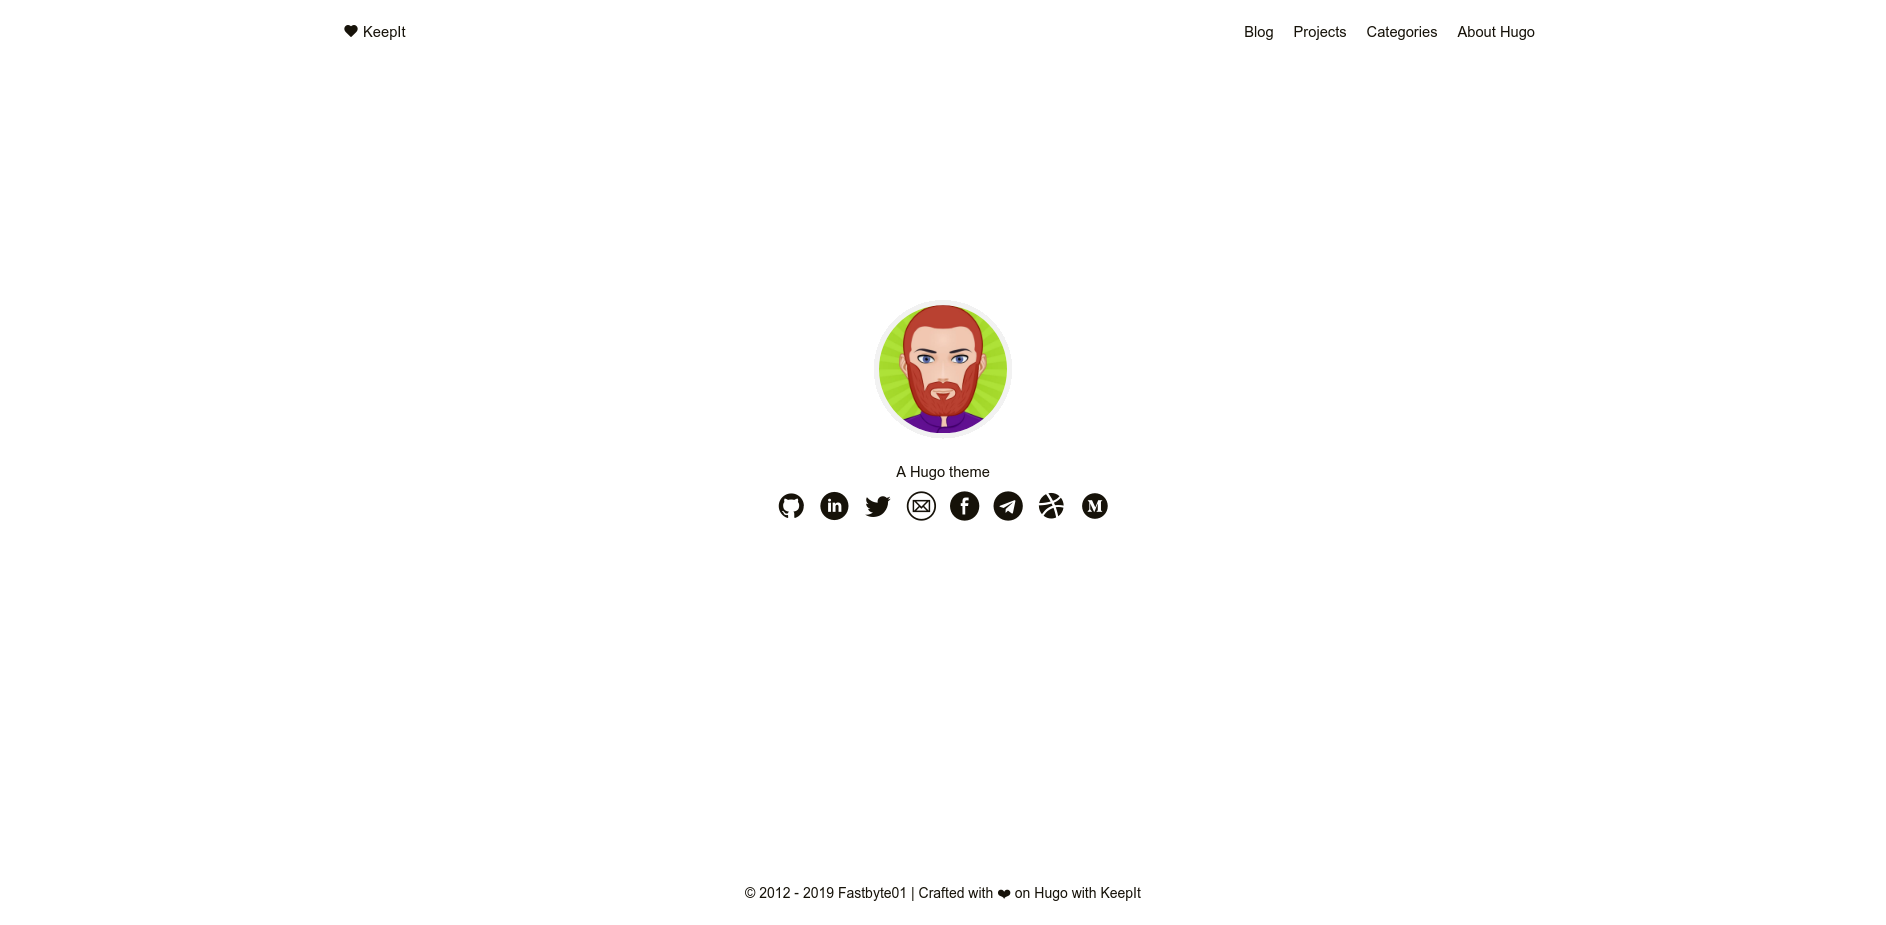 KeepIt
Blog Projects Categories About Hugo
A Hugo theme
© 2012 - 2019 Fastbyte01 | Crafted with ❤ on Hugo with KeepIt